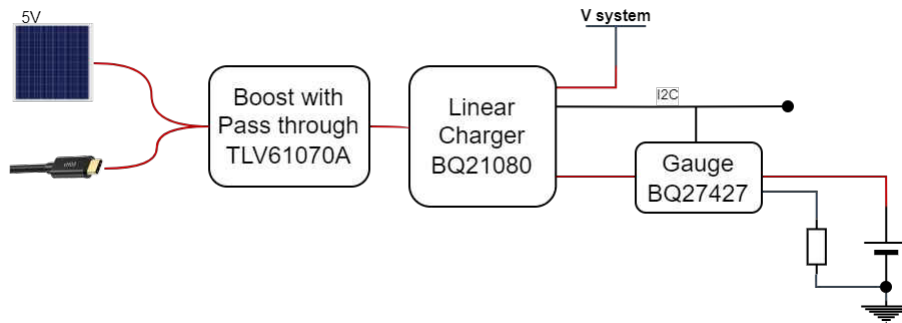 5V
V system
Boost with
Pass through
TLV61070A
Linear
Charger
BQ21080
I2C
Gauge
BQ27427